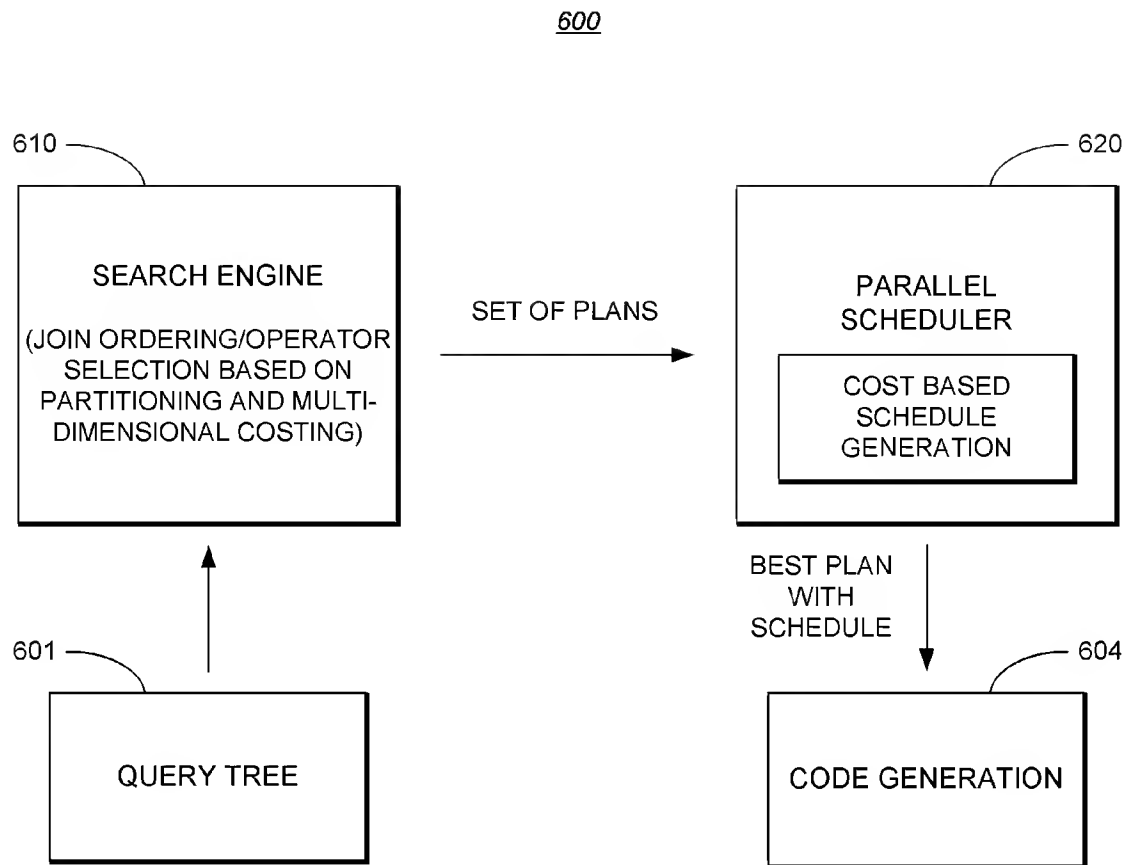 600
610
620
SEARCH ENGINE
(JOIN ORDERING/OPERATOR
SELECTION BASED ON
PARTITIONING AND MULTI-
DIMENSIONAL COSTING)
SET OF PLANS
PARALLEL
SCHEDULER
COST BASED
SCHEDULE
GENERATION
BEST PLAN
WITH
SCHEDULE
601
604
QUERY TREE
CODE GENERATION